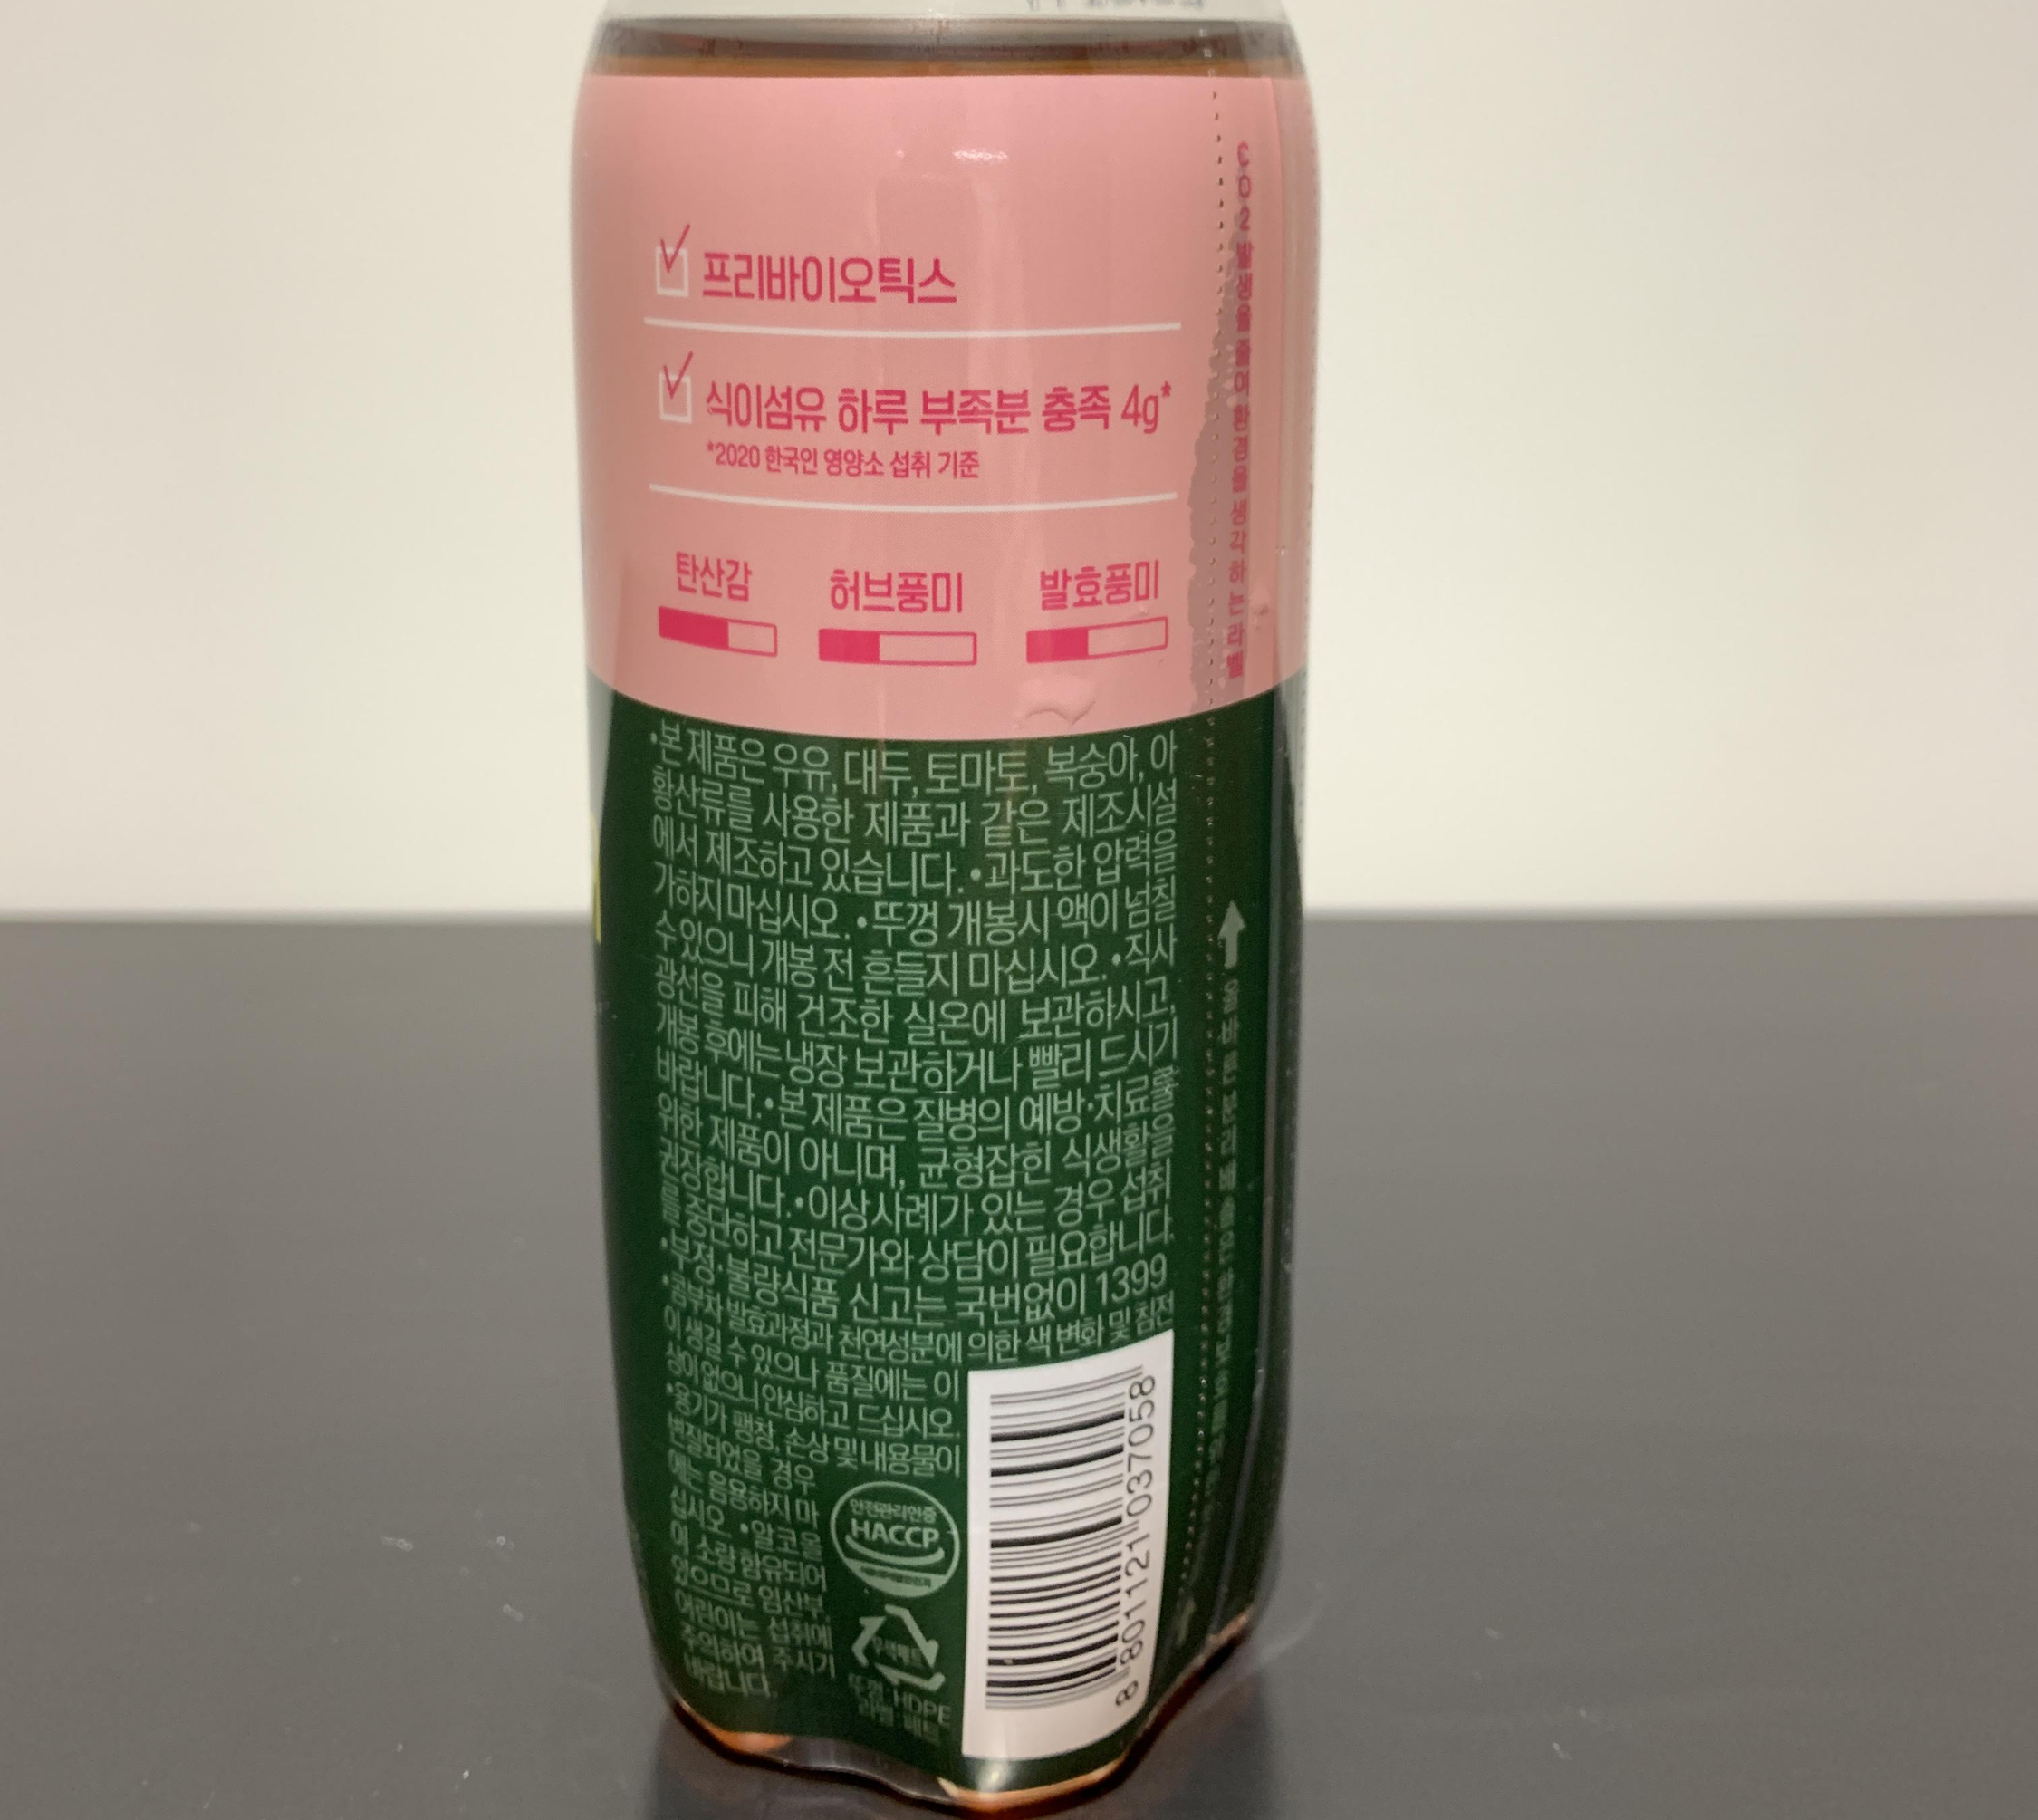 프리바이오틱스
식이섬유 하루 부족분 충족 4g*
*2020 한국인 영양소 섭취 기준
탄산감 허브풍미 발효풍미
•본 제품은 우유, 대두, 토마토, 복숭아, 아
황산류를 사용한 제품과 같은 제조시설
에서 제조하고 있습니다. •과도한 압력을
가하지 마십시오. •뚜껑 개봉시 액이 넘칠
수 있으니 개봉 전 흔들지 마십시오. •직사
광선을 피해 건조한 실온에 보관하시고,
개봉 후에는 냉장 보관하거나 빨리 드시기
바랍니다. •본 제품은 질병의 예방·치료를
위한 제품이 아니며, 균형잡힌 식생활을
권장합니다. •이상사례가 있는 경우 섭취
를 중단하고 전문가와 상담이 필요합니다.
•부정·불량식품 신고는 국번없이 1399
•콤부차 발효과정과 천연성분에 의한 색 변화 및 침전
이 생길 수 있으나 품질에는 이
상이 없으니 안심하고 드십시오.
•용기가 팽창, 손상 및 내용물이
변질되었을 경우
에는 음용하지 마
십시오. •알코올
이 소량 함유되어
있으므로 임산부,
어린이는 섭취에
주의하여 주시기
바랍니다.
안전관리인증
HACCP
무색페트
뚜껑:HDPE
라벨:페트
8 801121 037058
CO2발생을줄여환경을생각하는라벨